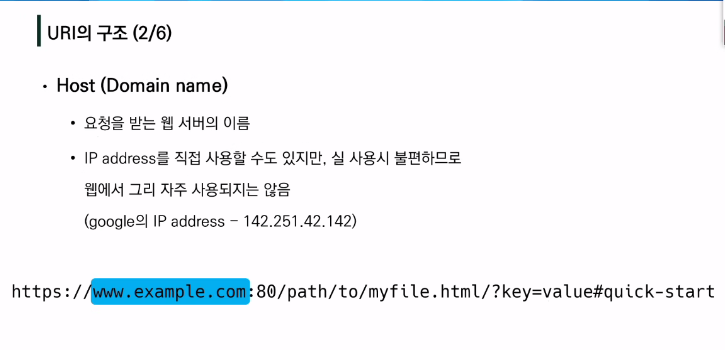 URI의 구조 (2/6)
• Host (Domain name)
• 요청을 받는 웹 서버의 이름
• IP address를 직접 사용할 수도 있지만, 실 사용시 불편하므로
웹에서 그리 자주 사용되지는 않음
(google의 IP address – 142.251.42.142)
https://www.example.com:80/path/to/myfile.html/?key=value#quick-start